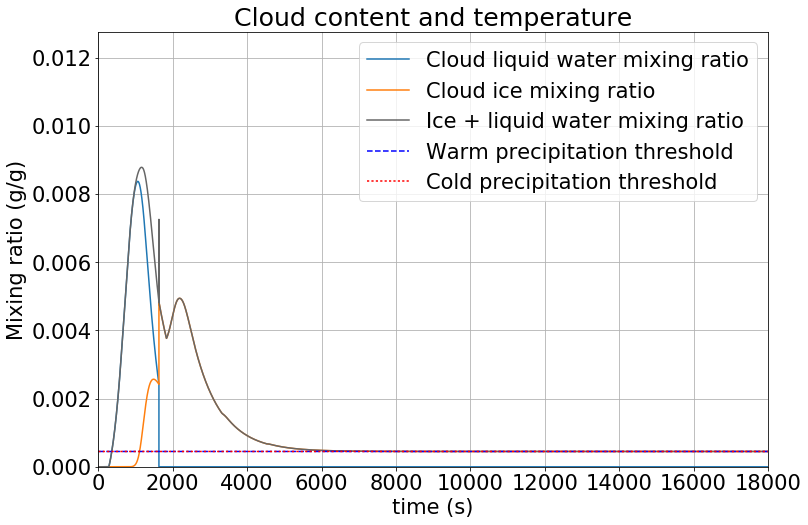 Cloud content and temperature
Mixing ratio (g/g)
0.012
0.010
0.008
0.006
0.004
0.002
0.000
Cloud liquid water mixing ratio
Cloud ice mixing ratio
Ice + liquid water mixing ratio
Warm precipitation threshold
Cold precipitation threshold
0 2000 4000 6000 8000 10000 12000 14000 16000 18000
time (s)